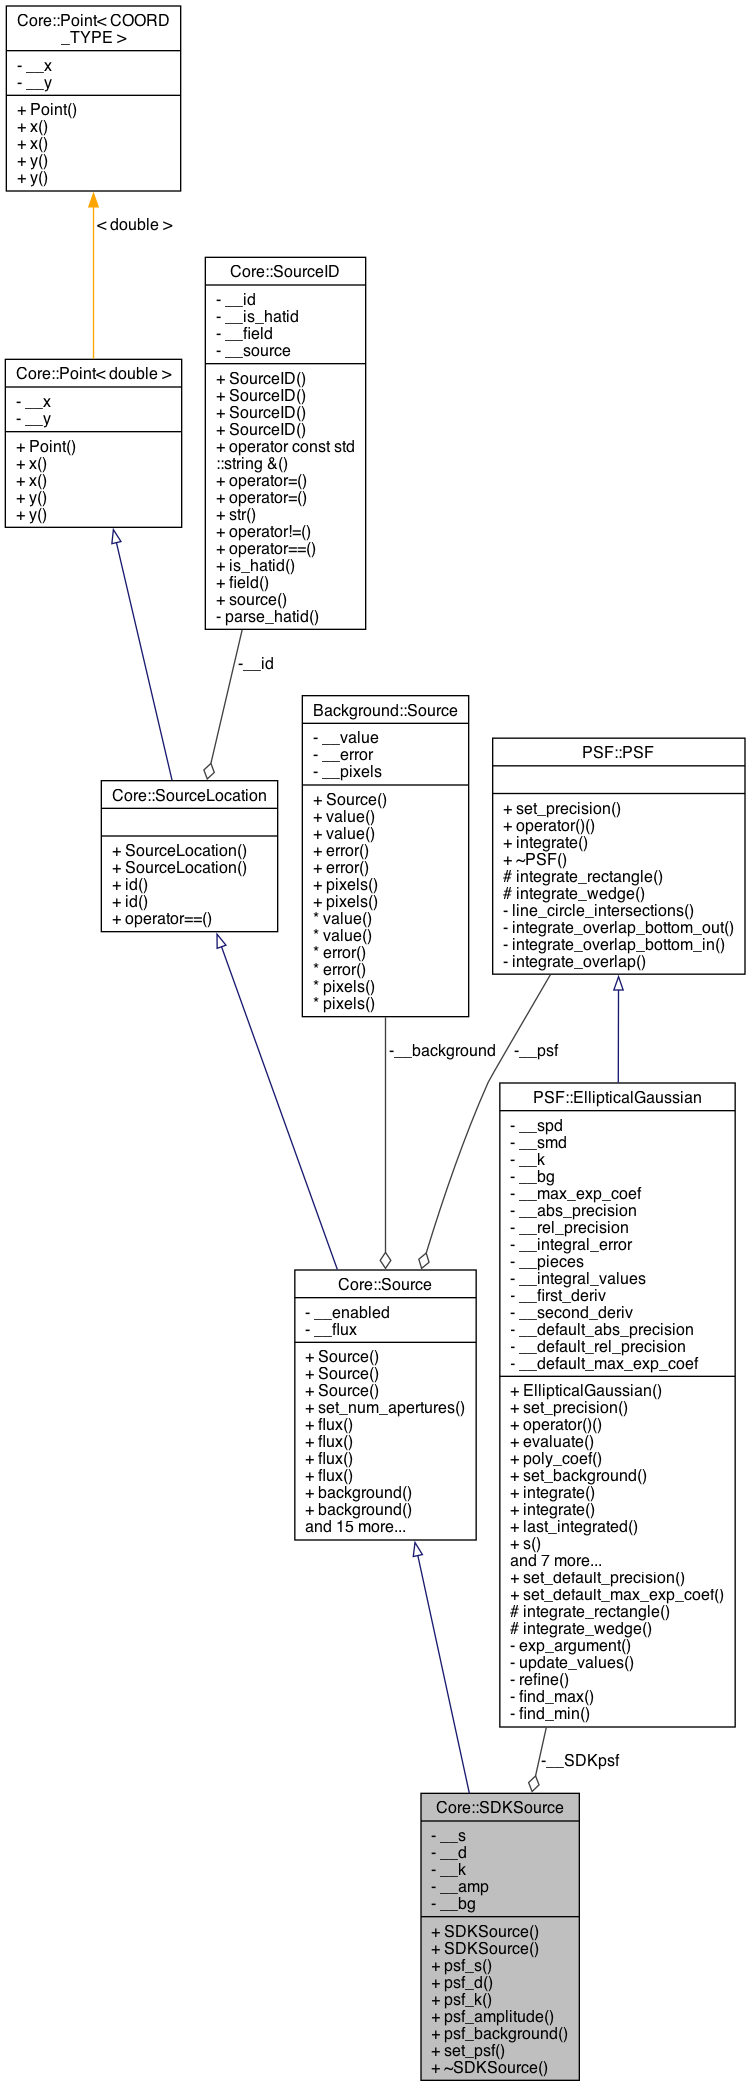 Core::Point< COORD
_TYPE >
- __x
- __y
+ Point()
+ x()
+ x()
+ y()
+ y()
< double >
Core::SourceID
- __id
- __is_hatid
- __field
- __source
+ SourceID()
+ SourceID()
+ SourceID()
+ SourceID()
+ operator const std
::string &()
+ operator=()
+ operator=()
+ str()
+ operator!=()
+ operator==()
+ is_hatid()
+ field()
+ source()
- parse_hatid()
Core::Point< double >
- __x
- __y
+ Point()
+ x()
+ x()
+ y()
+ y()
-__id
Background::Source
- __value
- __error
- __pixels
+ Source()
+ value()
+ value()
+ error()
+ error()
+ pixels()
+ pixels()
* value()
* value()
* error()
* error()
* pixels()
* pixels()
PSF::PSF
+ set_precision()
+ operator()()
+ integrate()
+ ~PSF()
# integrate_rectangle()
# integrate_wedge()
- line_circle_intersections()
- integrate_overlap_bottom_out()
- integrate_overlap_bottom_in()
- integrate_overlap()
Core::SourceLocation
+ SourceLocation()
+ SourceLocation()
+ id()
+ id()
+ operator==()
-__background
-__psf
PSF::EllipticalGaussian
- __spd
- __smd
- __k
- __bg
- __max_exp_coef
- __abs_precision
- __rel_precision
- __integral_error
- __pieces
- __integral_values
- __first_deriv
- __second_deriv
- __default_abs_precision
- __default_rel_precision
- __default_max_exp_coef
+ EllipticalGaussian()
+ set_precision()
+ operator()()
+ evaluate()
+ poly_coef()
+ set_background()
+ integrate()
+ integrate()
+ last_integrated()
+ s()
and 7 more...
+ set_default_precision()
+ set_default_max_exp_coef()
# integrate_rectangle()
# integrate_wedge()
- exp_argument()
- update_values()
- refine()
- find_max()
- find_min()
Core::Source
- __enabled
- __flux
+ Source()
+ Source()
+ Source()
+ set_num_apertures()
+ flux()
+ flux()
+ flux()
+ flux()
+ background()
+ background()
and 15 more...
-__SDKpsf
Core::SDKSource
- __s
- __d
- __k
- __amp
- __bg
+ SDKSource()
+ SDKSource()
+ psf_s()
+ psf_d()
+ psf_k()
+ psf_amplitude()
+ psf_background()
+ set_psf()
+ ~SDKSource()